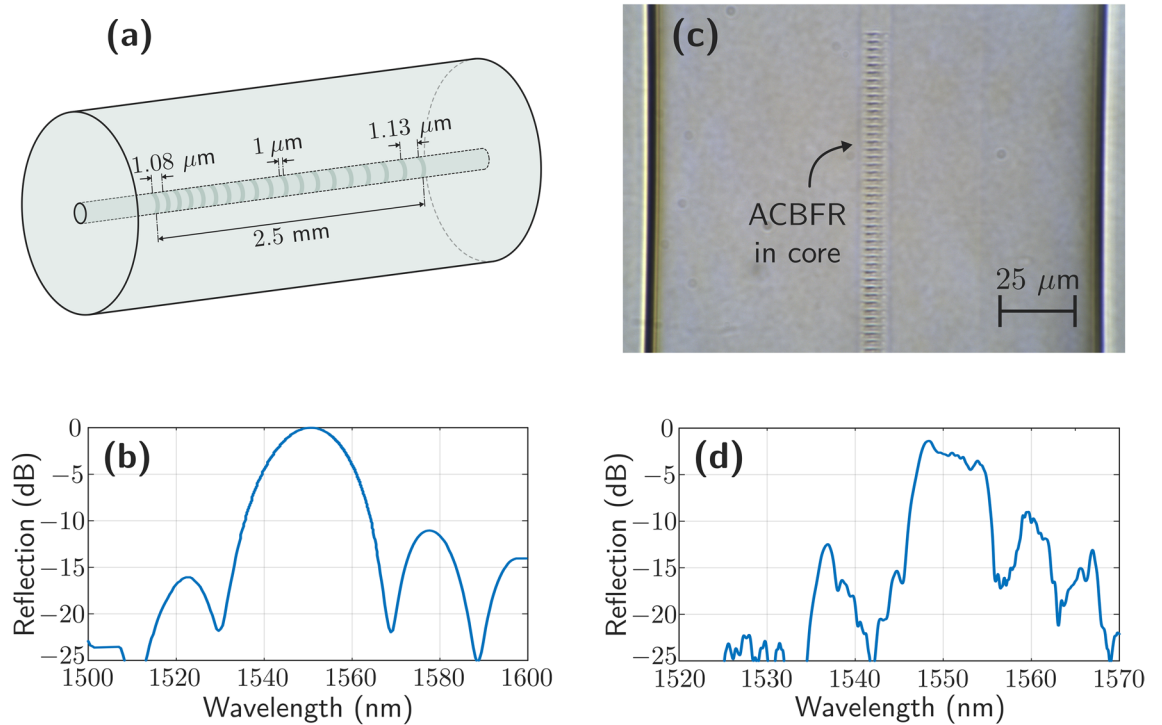 (a)
1.08 μm
1 μm
1.13 μm
2.5 mm
(c)
ACBFR
in core
25 μm
(b)
Reflection (dB)
0
−5
−10
−15
−20
−25
1500 1520 1540 1560 1580 1600
Wavelength (nm)
(d)
Reflection (dB)
0
−5
−10
−15
−20
−25
1520 1530 1540 1550 1560 1570
Wavelength (nm)